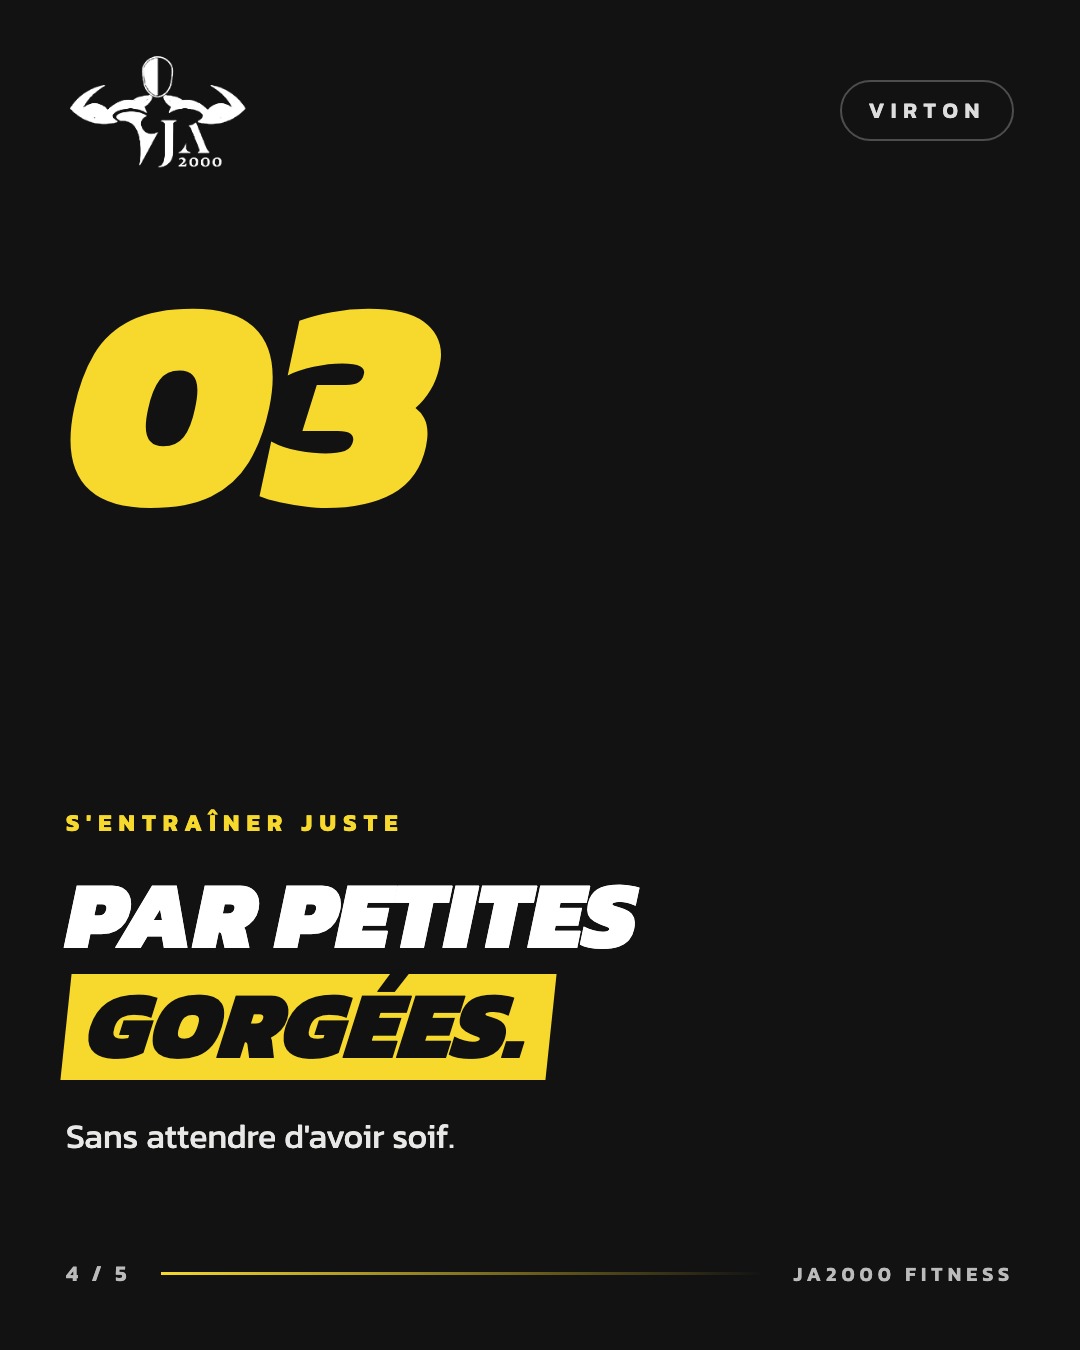 JA
2000
VIRTON
03
S'ENTRAÎNER JUSTE
PAR PETITES
GORGÉES.
Sans attendre d'avoir soif.
4 / 5
JA2000 FITNESS